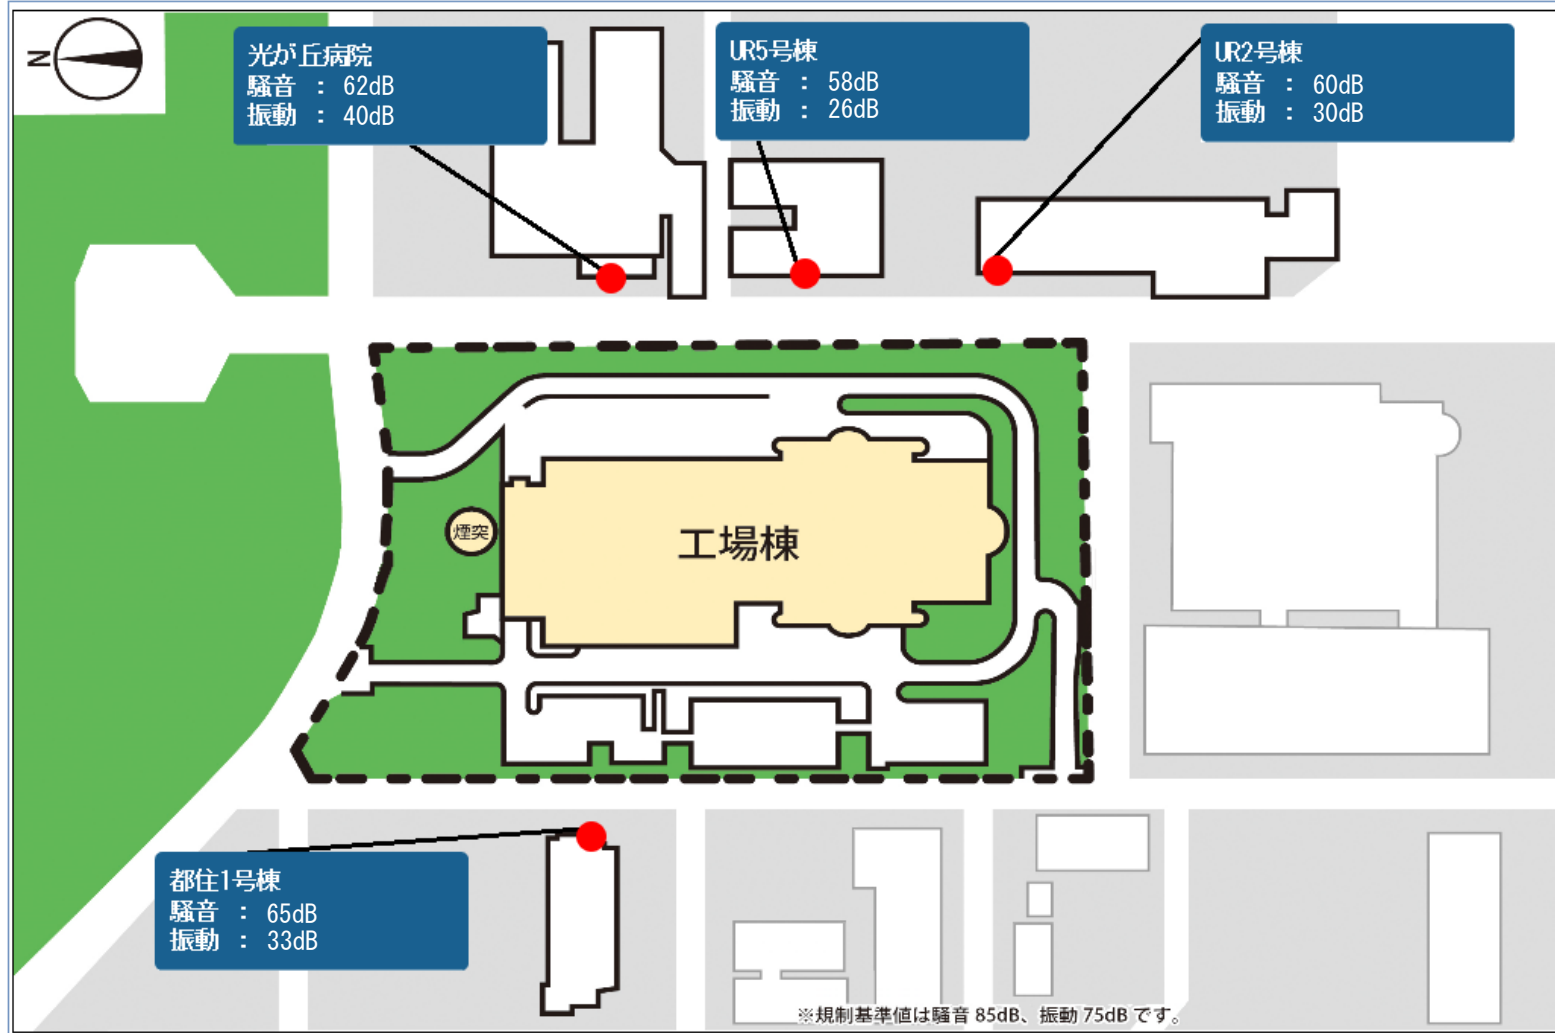 N
光が丘病院
騒音 : 62dB
振動 : 40dB
UR5号棟
騒音 : 58dB
振動 : 26dB
UR2号棟
騒音 : 60dB
振動 : 30dB
煙突
工場棟
都住1号棟
騒音 : 65dB
振動 : 33dB
※規制基準値は騒音 85dB、振動 75dB です。